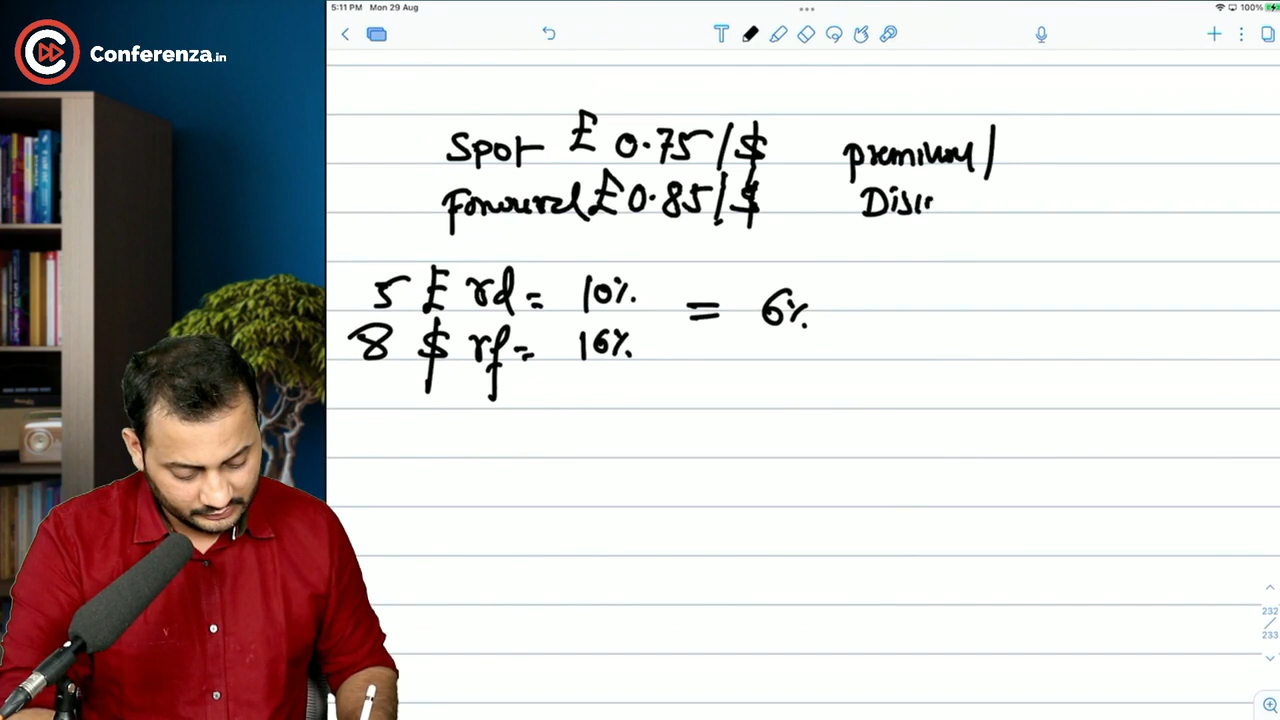 5:11 PM Mon 29 Aug
100%
Conferenza.in
Spot £ 0.75/$ premium/
Forward £ 0.85/$ Disc
5 £ rd = 10% = 6%
8 $ rf = 16%
232
233